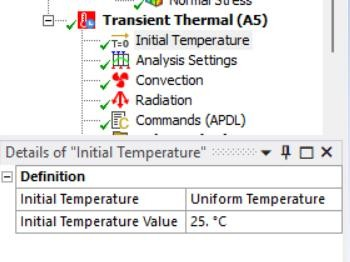 Normal Stress
Transient Thermal (A5)
T=0 Initial Temperature
Analysis Settings
Convection
Radiation
Commands (APDL)
Details of "Initial Temperature"
Definition
Initial Temperature Uniform Temperature
Initial Temperature Value 25. °C